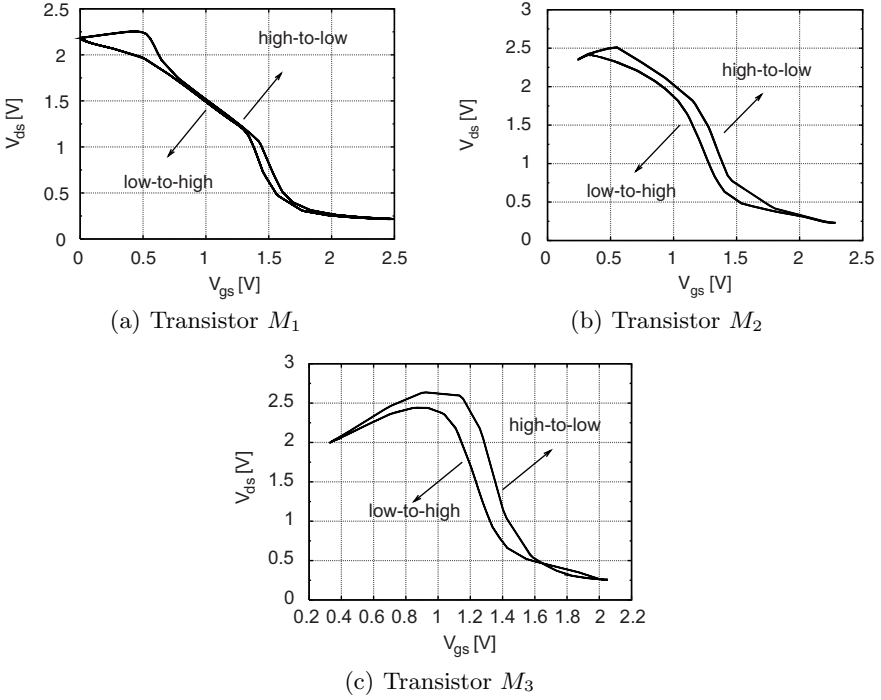 2.5
2
1.5
1
0.5
0
V_ds [V]
high-to-low
low-to-high
0 0.5 1 1.5 2 2.5
V_gs [V]
(a) Transistor M_1
3
2.5
2
1.5
1
0.5
0
V_ds [V]
high-to-low
low-to-high
0 0.5 1 1.5 2 2.5
V_gs [V]
(b) Transistor M_2
3
2.5
2
1.5
1
0.5
0
V_ds [V]
high-to-low
low-to-high
0.2 0.4 0.6 0.8 1 1.2 1.4 1.6 1.8 2 2.2
V_gs [V]
(c) Transistor M_3